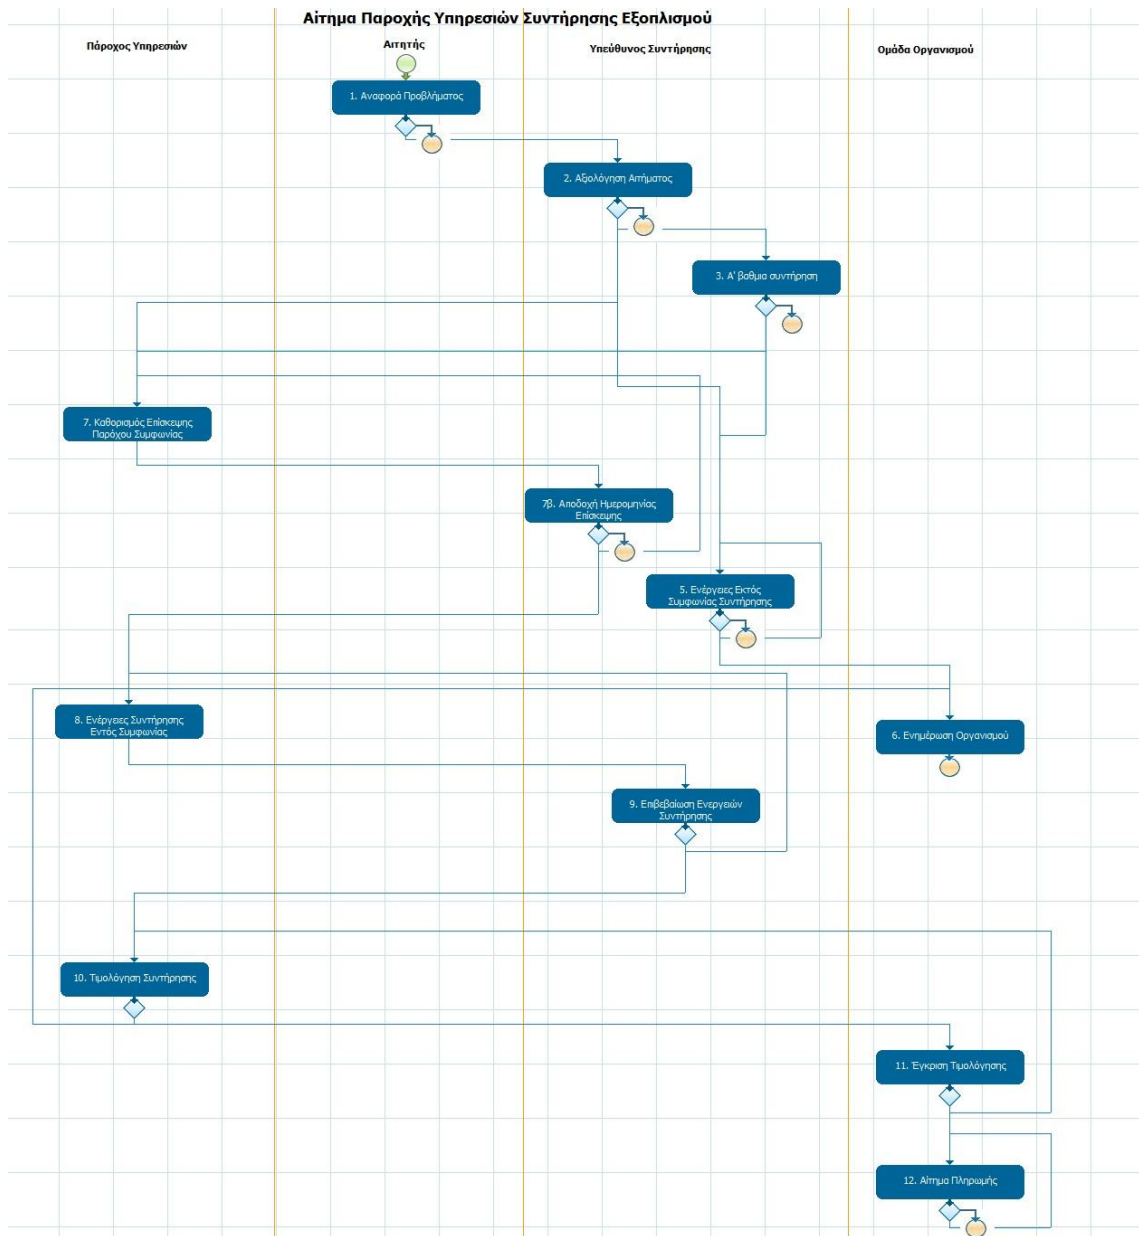 Αίτημα Παροχής Υπηρεσιών Συντήρησης Εξοπλισμού
Πάροχος Υπηρεσιών
Αιτητής
Υπεύθυνος Συντήρησης
Ομάδα Οργανισμού
1. Αναφορά Προβλήματος
2. Αξιολόγηση Αιτήματος
3. Α' βαθμια συντήρηση
7. Καθορισμός Επίσκεψης
Παρόχου Συμφωνίας
7β. Αποδοχή Ημερομηνίας
Επίσκεψης
5. Ενέργειες Εκτός
Συμφωνίας Συντήρησης
8. Ενέργειες Συντήρησης
Εντός Συμφωνίας
6. Ενημέρωση Οργανισμού
9. Επιβεβαίωση Ενεργειών
Συντήρησης
10. Τιμολόγηση Συντήρησης
11. Έγκριση Τιμολόγησης
12. Αίτημα Πληρωμής